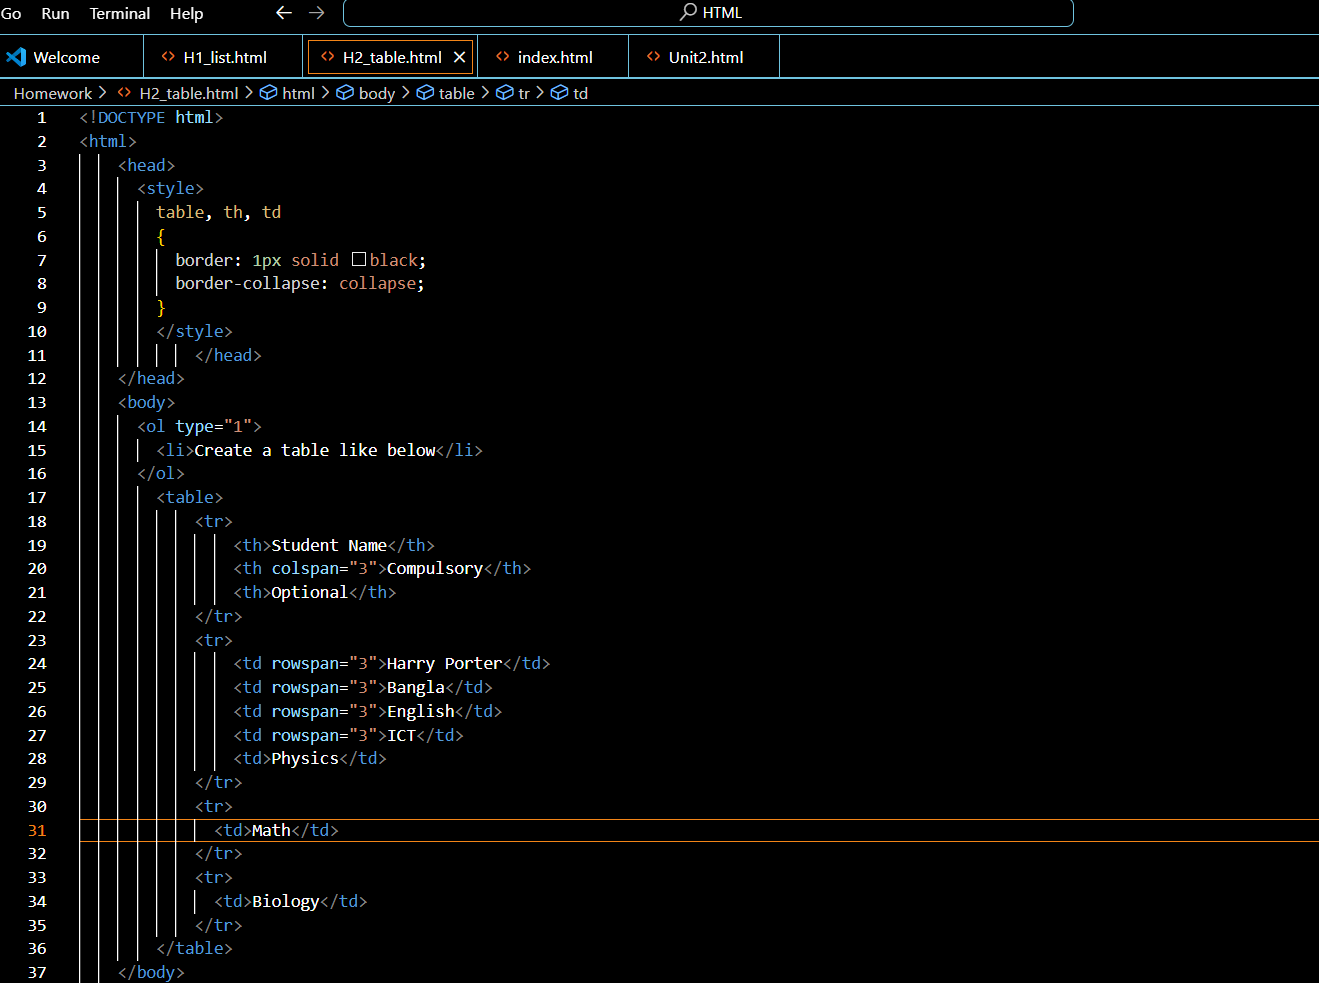 Go Run Terminal Help ← → HTML
Welcome <> H1_list.html <> H2_table.html × <> index.html <> Unit2.html
Homework > <> H2_table.html > html > body > table > tr > td
1 <!DOCTYPE html>
2 <html>
3 <head>
4 <style>
5 table, th, td
6 {
7 border: 1px solid black;
8 border-collapse: collapse;
9 }
10 </style>
11 </head>
12 </head>
13 <body>
14 <ol type="1">
15 <li>Create a table like below</li>
16 </ol>
17 <table>
18 <tr>
19 <th>Student Name</th>
20 <th colspan="3">Compulsory</th>
21 <th>Optional</th>
22 </tr>
23 <tr>
24 <td rowspan="3">Harry Porter</td>
25 <td rowspan="3">Bangla</td>
26 <td rowspan="3">English</td>
27 <td rowspan="3">ICT</td>
28 <td>Physics</td>
29 </tr>
30 <tr>
31 <td>Math</td>
32 </tr>
33 <tr>
34 <td>Biology</td>
35 </tr>
36 </table>
37 </body>